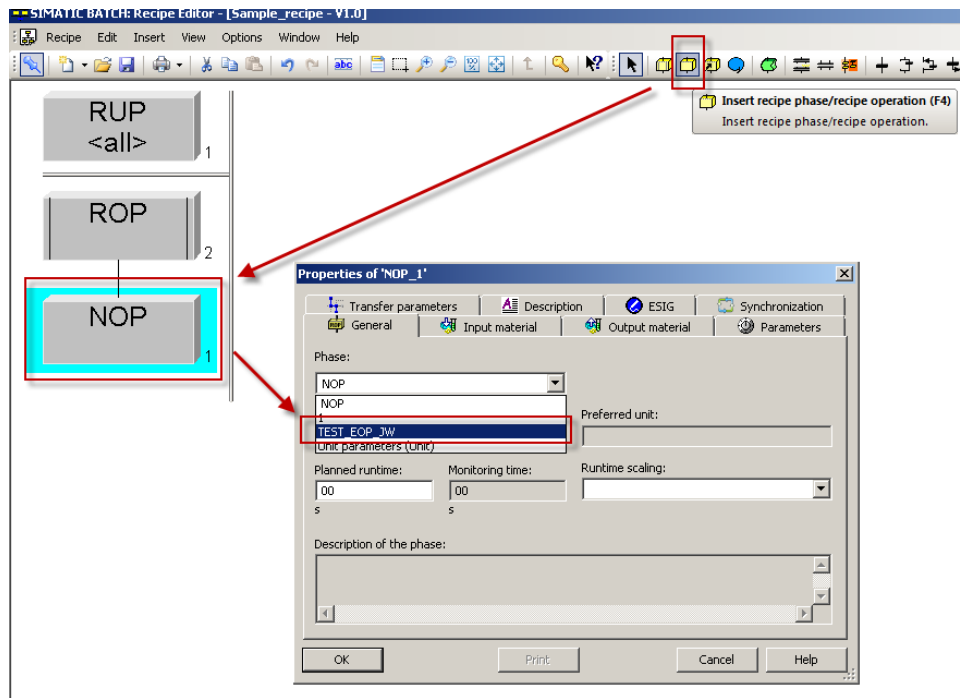 SIMATIC BATCH: Recipe Editor - [Sample_recipe - V1.0]
Recipe Edit Insert View Options Window Help
abc
Insert recipe phase/recipe operation (F4)
Insert recipe phase/recipe operation.
RUP
<all>
1
ROP
2
NOP
1
Properties of 'NOP_1'
Transfer parameters Description ESIG Synchronization
General Input material Output material Parameters
Phase:
NOP
NOP
1
TEST_EOP_JW
Unit parameters (Unit)
Preferred unit:
Planned runtime: Monitoring time: Runtime scaling:
00 00
s s
Description of the phase:
OK Print Cancel Help